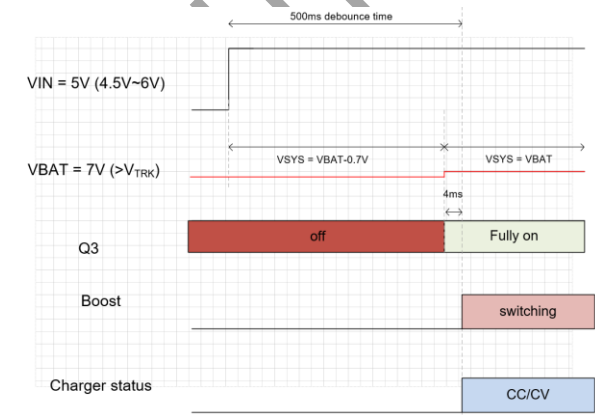 500ms debounce time
VIN = 5V (4.5V~6V)
VSYS = VBAT-0.7V
VSYS = VBAT
VBAT = 7V (>VTRK)
4ms
Q3
off
Fully on
Boost
switching
Charger status
CC/CV